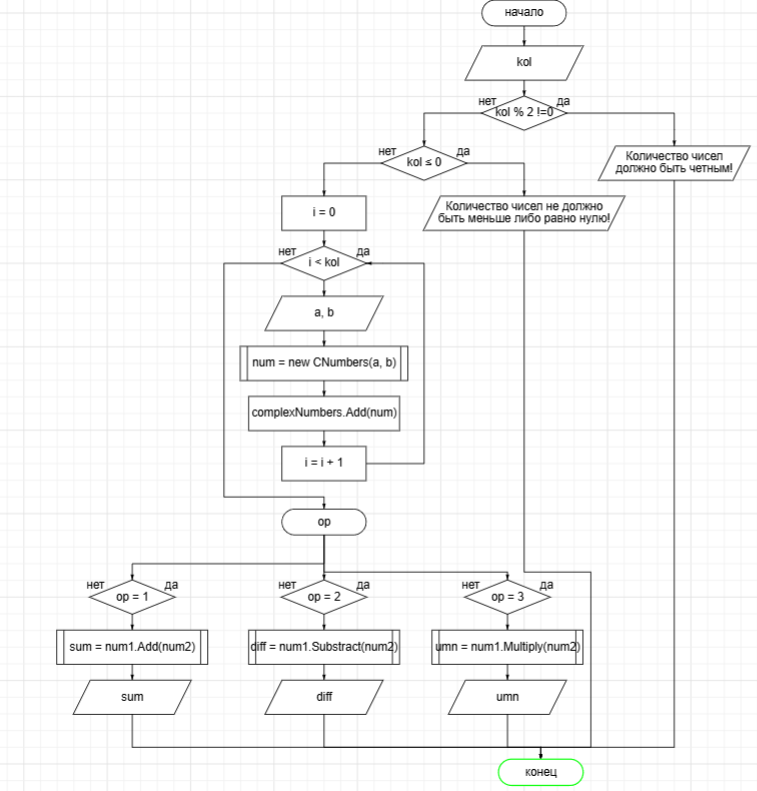 начало
kol
нет
да
kol % 2 !=0
нет
да
kol ≤ 0
Количество чисел
должно быть четным!
i = 0
Количество чисел не должно
быть меньше либо равно нулю!
нет
да
i < kol
a, b
num = new CNumbers(a, b)
complexNumbers.Add(num)
i = i + 1
op
нет
да
op = 1
нет
да
op = 2
нет
да
op = 3
sum = num1.Add(num2)
diff = num1.Substract(num2)
umn = num1.Multiply(num2)
sum
diff
umn
конец